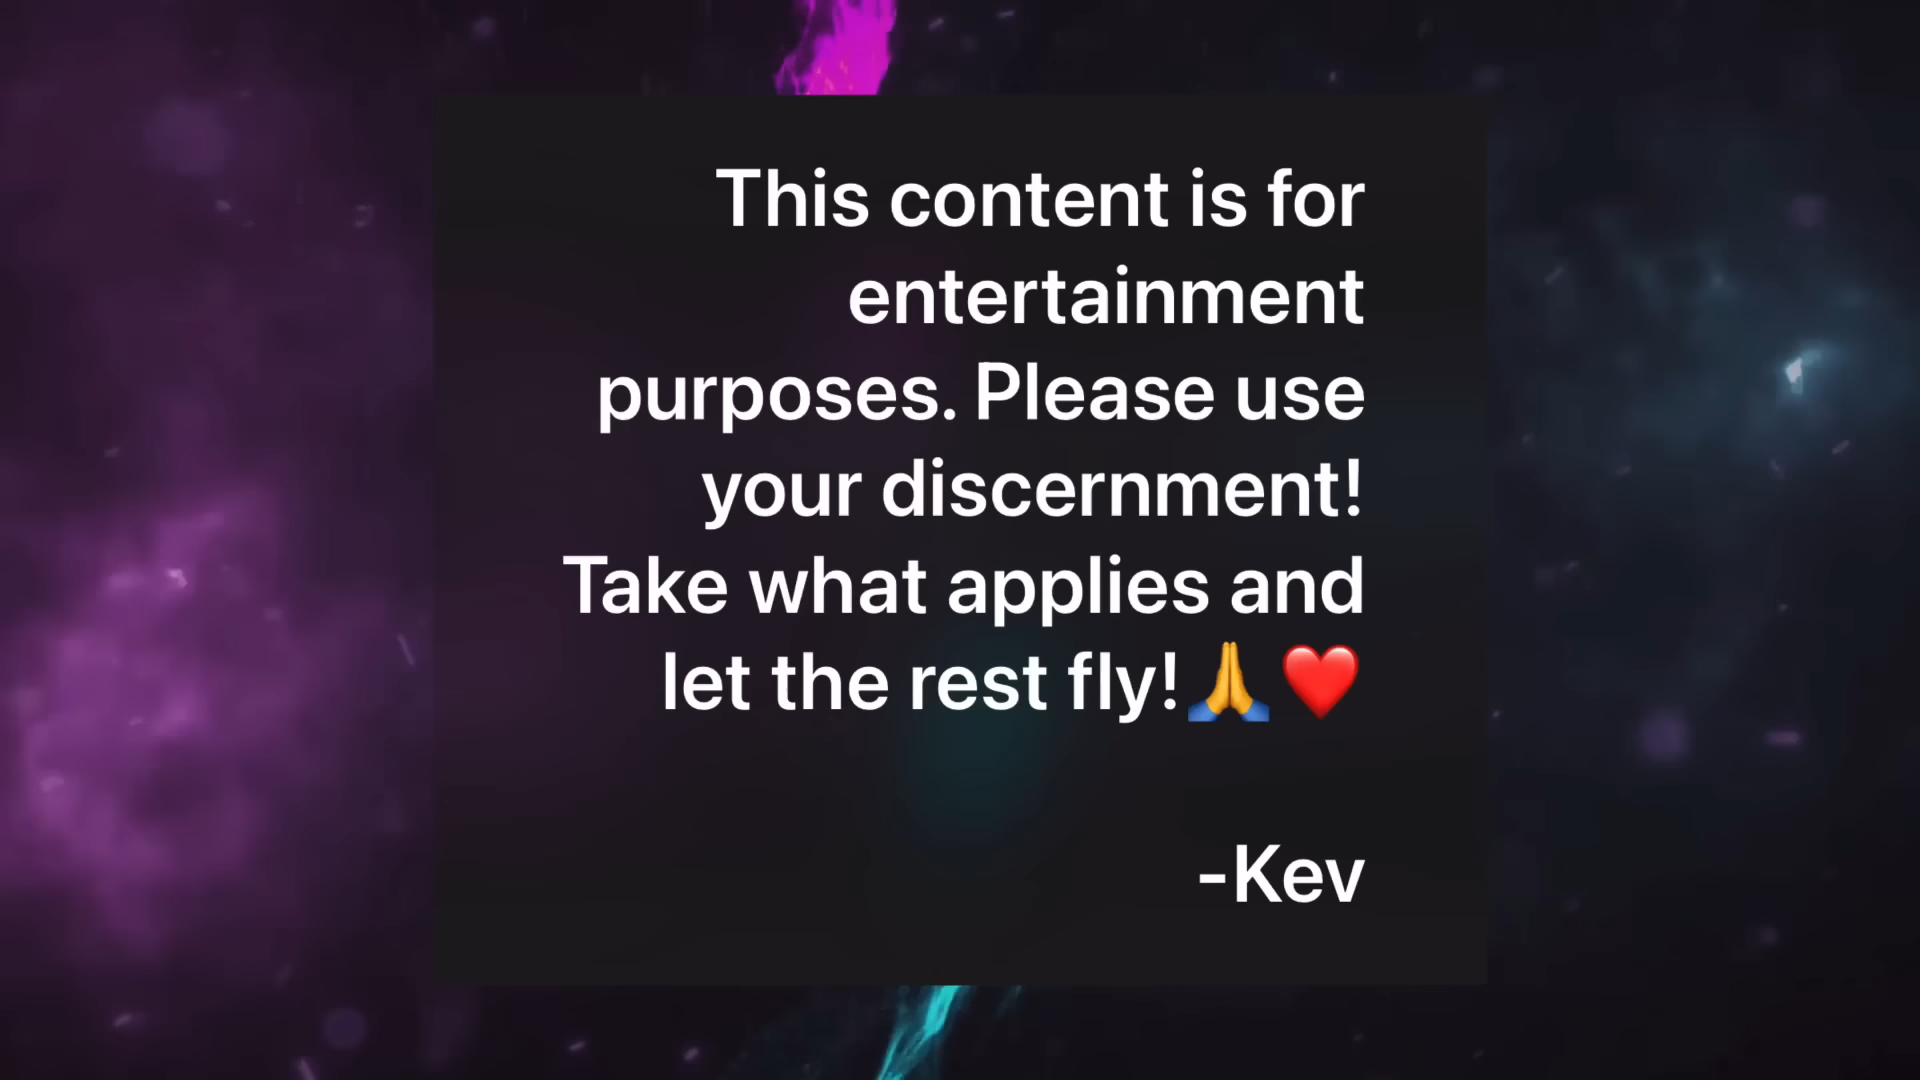 This content is for
entertainment
purposes. Please use
your discernment!
Take what applies and
let the rest fly!🙏❤️
-Kev